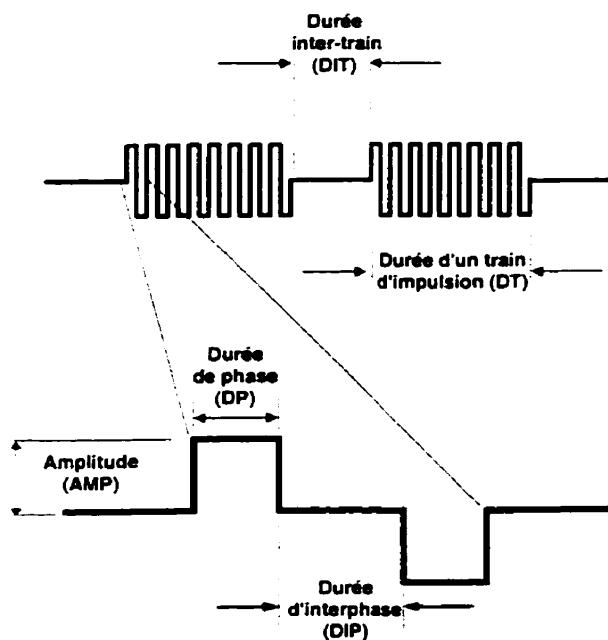 Durée
inter-train
(DIT)
Durée d'un train
d'impulsion (DT)
Durée
de phase
(DP)
Amplitude
(AMP)
Durée
d'interphase
(DIP)